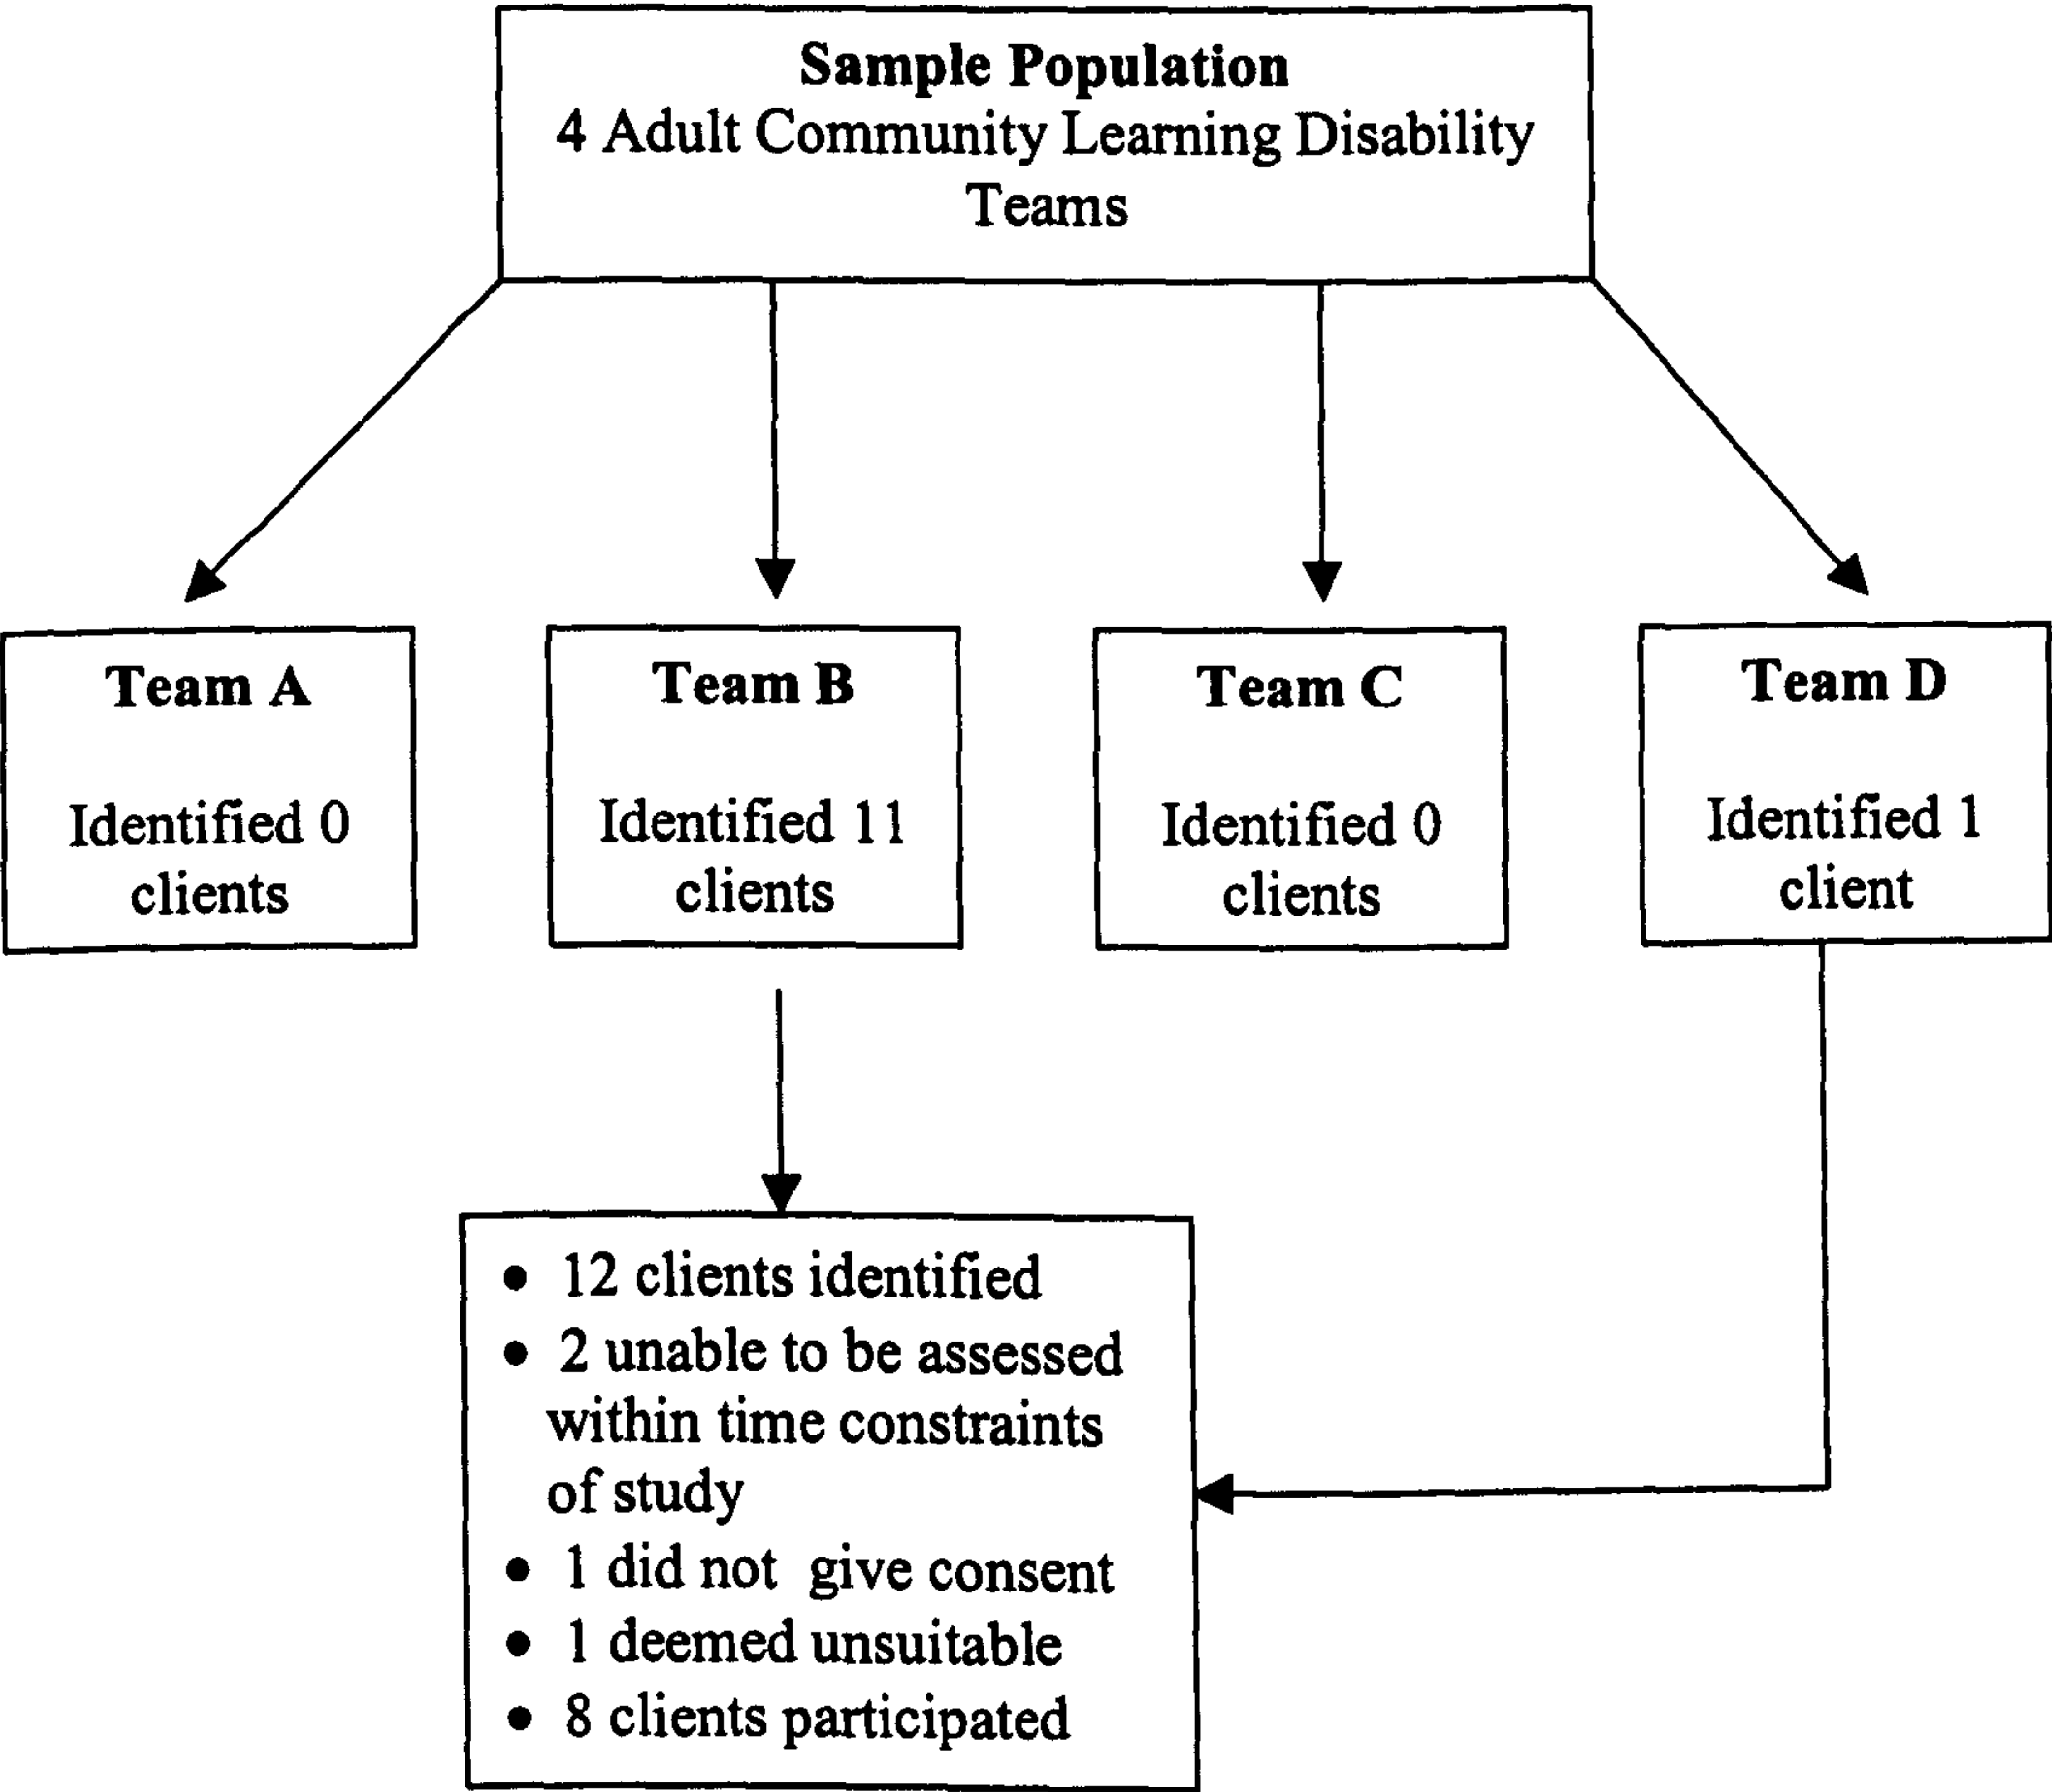 Sample Population
4 Adult Community Learning Disability
Teams
Team A
Identified 0
clients
Team B
Identified 11
clients
Team C
Identified 0
clients
Team D
Identified 1
client
• 12 clients identified
• 2 unable to be assessed
within time constraints
of study
• 1 did not give consent
• 1 deemed unsuitable
• 8 clients participated